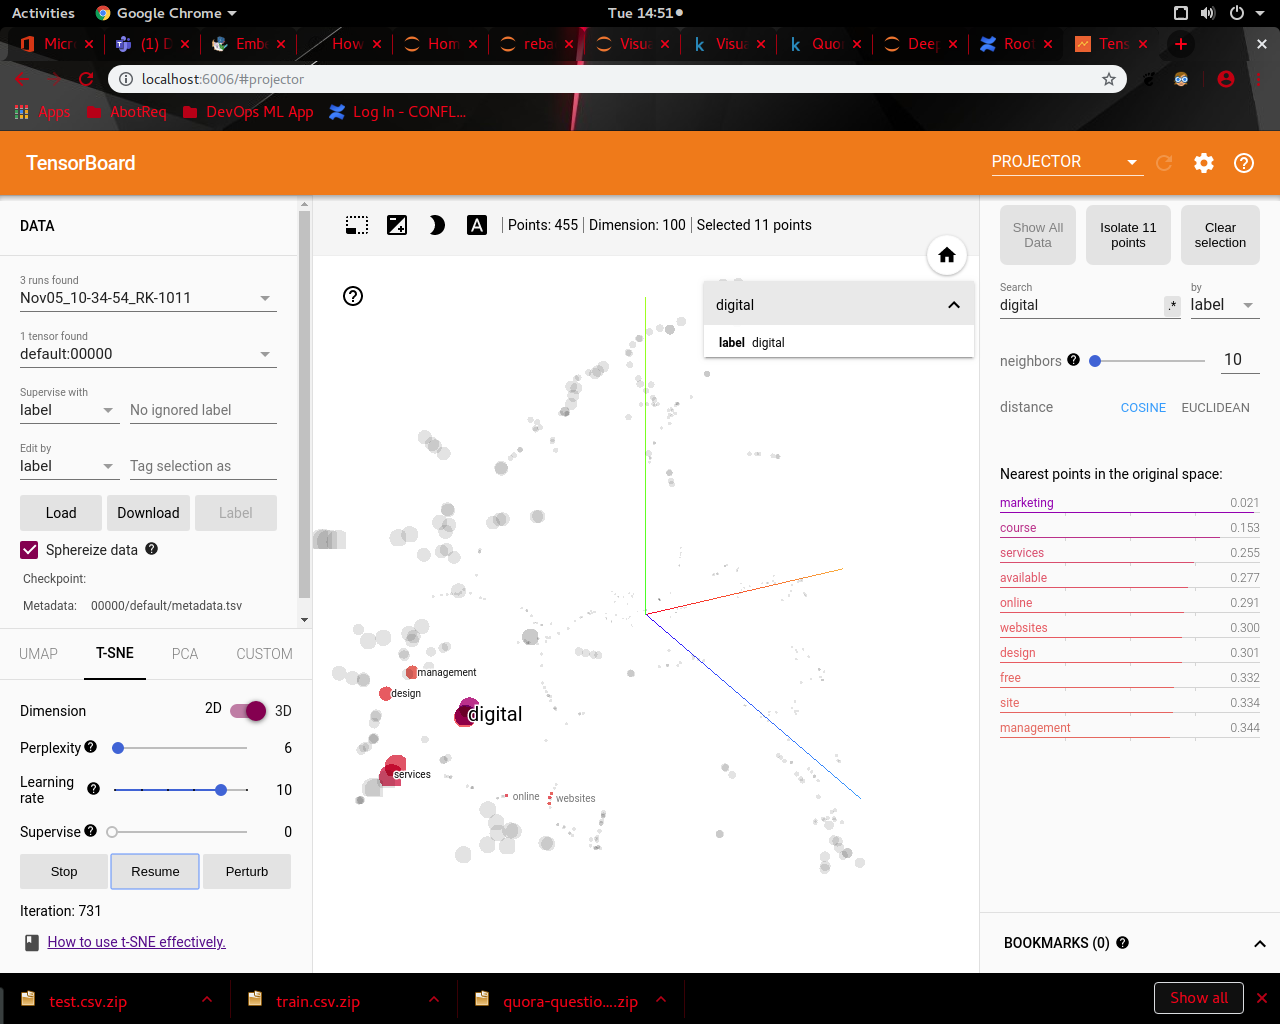 Activities Google Chrome Tue 14:51
Micr (1) D Embe How Hom reba Visua Visua Quo Deep Root Tens
localhost:6006/#projector
Apps AbotReq DevOps ML App Log In - CONFL...
TensorBoard PROJECTOR
DATA
3 runs found
Nov05_10-34-54_RK-1011
1 tensor found
default:00000
Supervise with
label No ignored label
Edit by
label Tag selection as
Load Download Label
Sphereize data
Checkpoint:
Metadata: 00000/default/metadata.tsv
UMAP T-SNE PCA CUSTOM
Dimension 2D 3D
Perplexity 6
Learning rate 10
Supervise 0
Stop Resume Perturb
Iteration: 731
How to use t-SNE effectively.
A Points: 455 Dimension: 100 Selected 11 points
digital
label digital
management
design
digital
services
online
websites
Show All Data Isolate 11 points Clear selection
Search by
digital .* label
neighbors 10
distance COSINE EUCLIDEAN
Nearest points in the original space:
marketing 0.021
course 0.153
services 0.255
available 0.277
online 0.291
websites 0.300
design 0.301
free 0.332
site 0.334
management 0.344
BOOKMARKS (0)
test.csv.zip train.csv.zip quora-questio....zip Show all